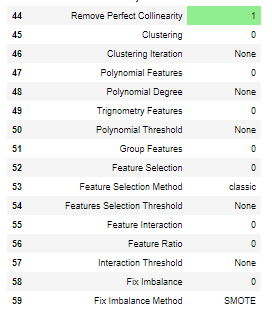 44 Remove Perfect Collinearity 1
45 Clustering 0
46 Clustering Iteration None
47 Polynomial Features 0
48 Polynomial Degree None
49 Trignometry Features 0
50 Polynomial Threshold None
51 Group Features 0
52 Feature Selection 0
53 Feature Selection Method classic
54 Features Selection Threshold None
55 Feature Interaction 0
56 Feature Ratio 0
57 Interaction Threshold None
58 Fix Imbalance 0
59 Fix Imbalance Method SMOTE